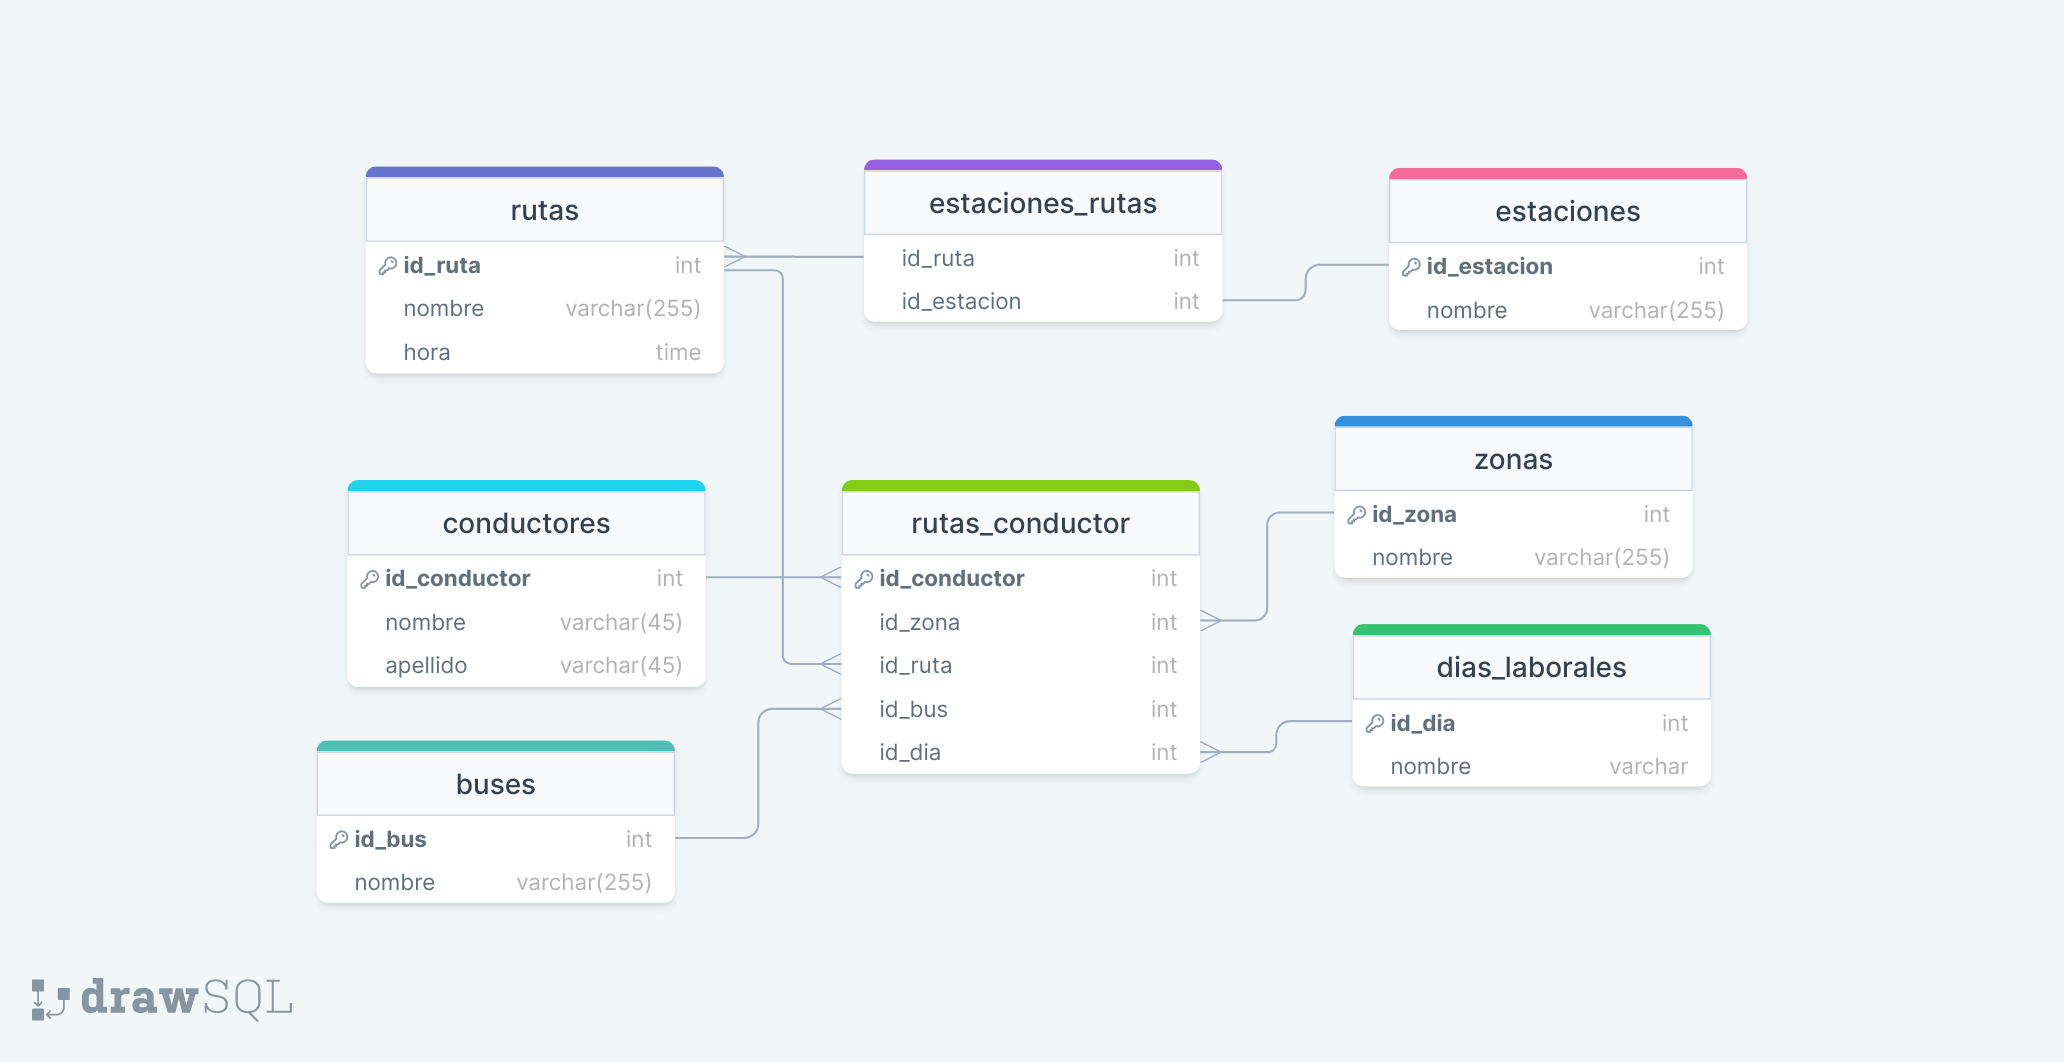 rutas
id_ruta int
nombre varchar(255)
hora time
estaciones_rutas
id_ruta int
id_estacion int
estaciones
id_estacion int
nombre varchar(255)
conductores
id_conductor int
nombre varchar(45)
apellido varchar(45)
rutas_conductor
id_conductor int
id_zona int
id_ruta int
id_bus int
id_dia int
zonas
id_zona int
nombre varchar(255)
dias_laborales
id_dia int
nombre varchar
buses
id_bus int
nombre varchar(255)
drawSQL